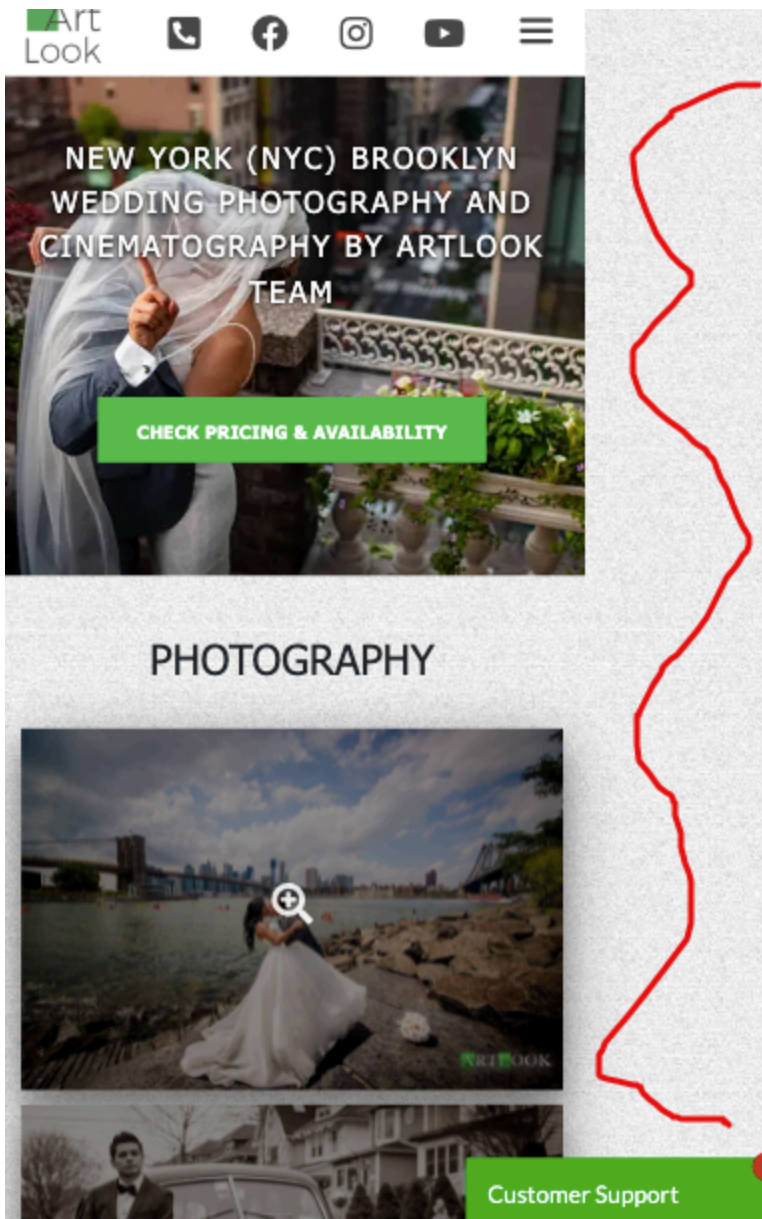 Art
Look
NEW YORK (NYC) BROOKLYN
WEDDING PHOTOGRAPHY AND
CINEMATOGRAPHY BY ARTLOOK
TEAM
CHECK PRICING & AVAILABILITY
PHOTOGRAPHY
ARTLOOK
Customer Support